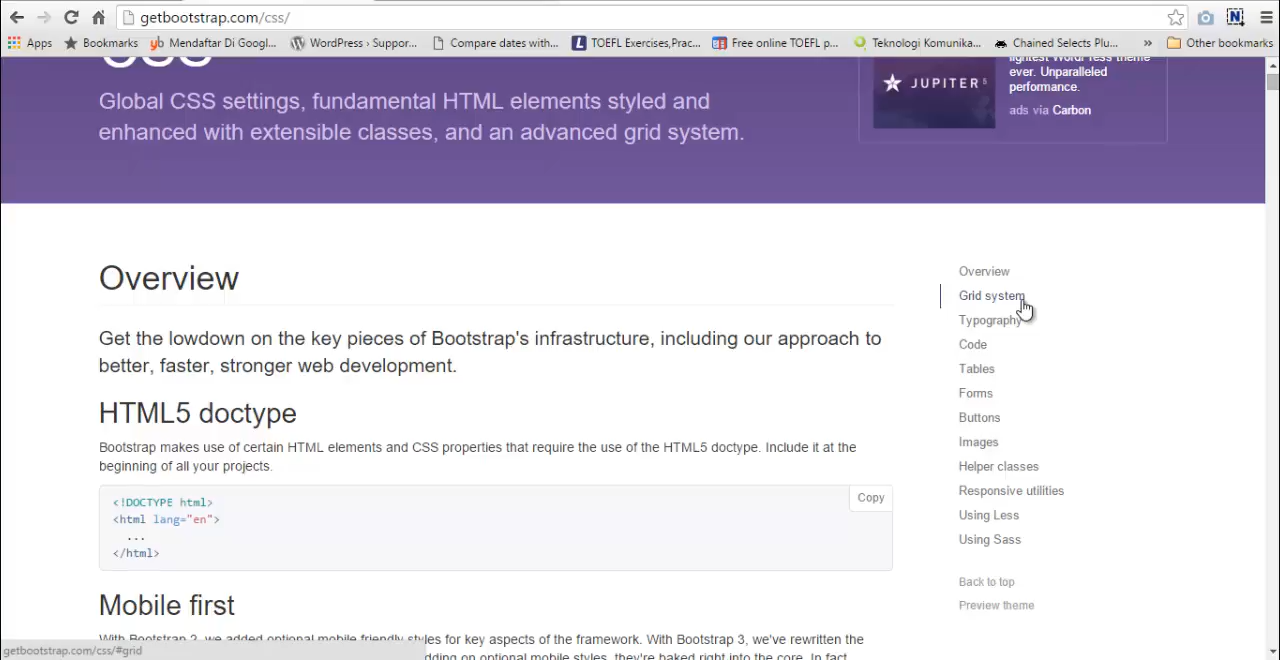 getbootstrap.com/css/
Apps Bookmarks Mendaftar Di Googl... WordPress › Suppor... Compare dates with... TOEFL Exercises,Prac... Free online TOEFL p... Teknologi Komunika... Chained Selects Plu... » Other bookmarks
CSS
Global CSS settings, fundamental HTML elements styled and
enhanced with extensible classes, and an advanced grid system.
ever. Unparalleled
performance.
ads via Carbon
JUPITER
Overview
Get the lowdown on the key pieces of Bootstrap's infrastructure, including our approach to
better, faster, stronger web development.
HTML5 doctype
Bootstrap makes use of certain HTML elements and CSS properties that require the use of the HTML5 doctype. Include it at the
beginning of all your projects.
Copy
<!DOCTYPE html>
<html lang="en">
...
</html>
Mobile first
With Bootstrap 2, we added optional mobile friendly styles for key aspects of the framework. With Bootstrap 3, we've rewritten the
adding on optional mobile styles, they're baked right into the core. In fact,
Overview
Grid system
Typography
Code
Tables
Forms
Buttons
Images
Helper classes
Responsive utilities
Using Less
Using Sass
Back to top
Preview theme
getbootstrap.com/css/#grid